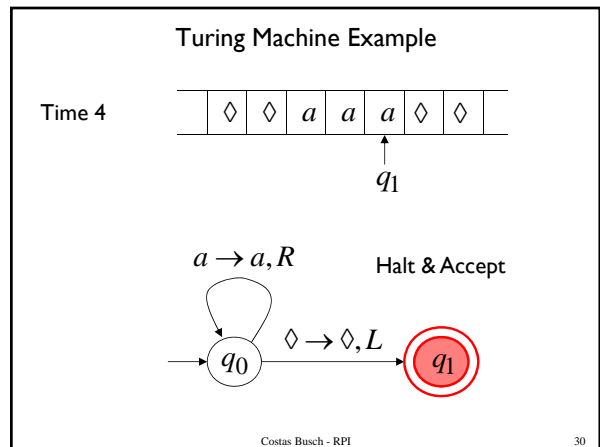 Turing Machine Example
Time 4
◊ ◊ a a a ◊ ◊
q1
a → a, R
Halt & Accept
◊ → ◊, L
q0 q1
Costas Busch - RPI 30